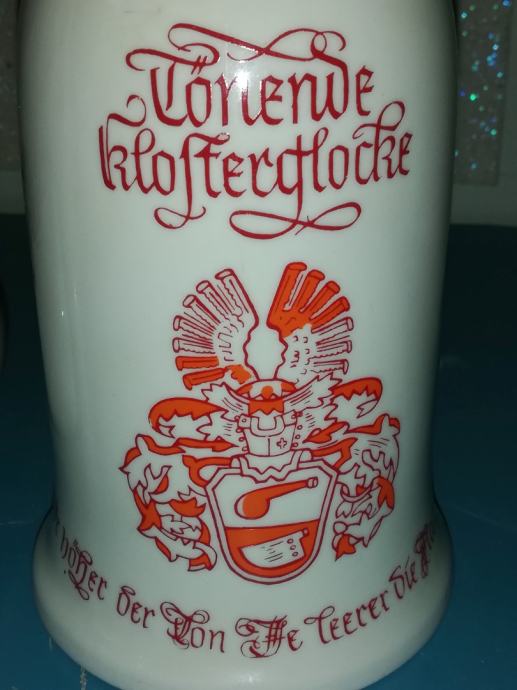 Tönende
Klosterglocke
höher der Ton Je leerer die